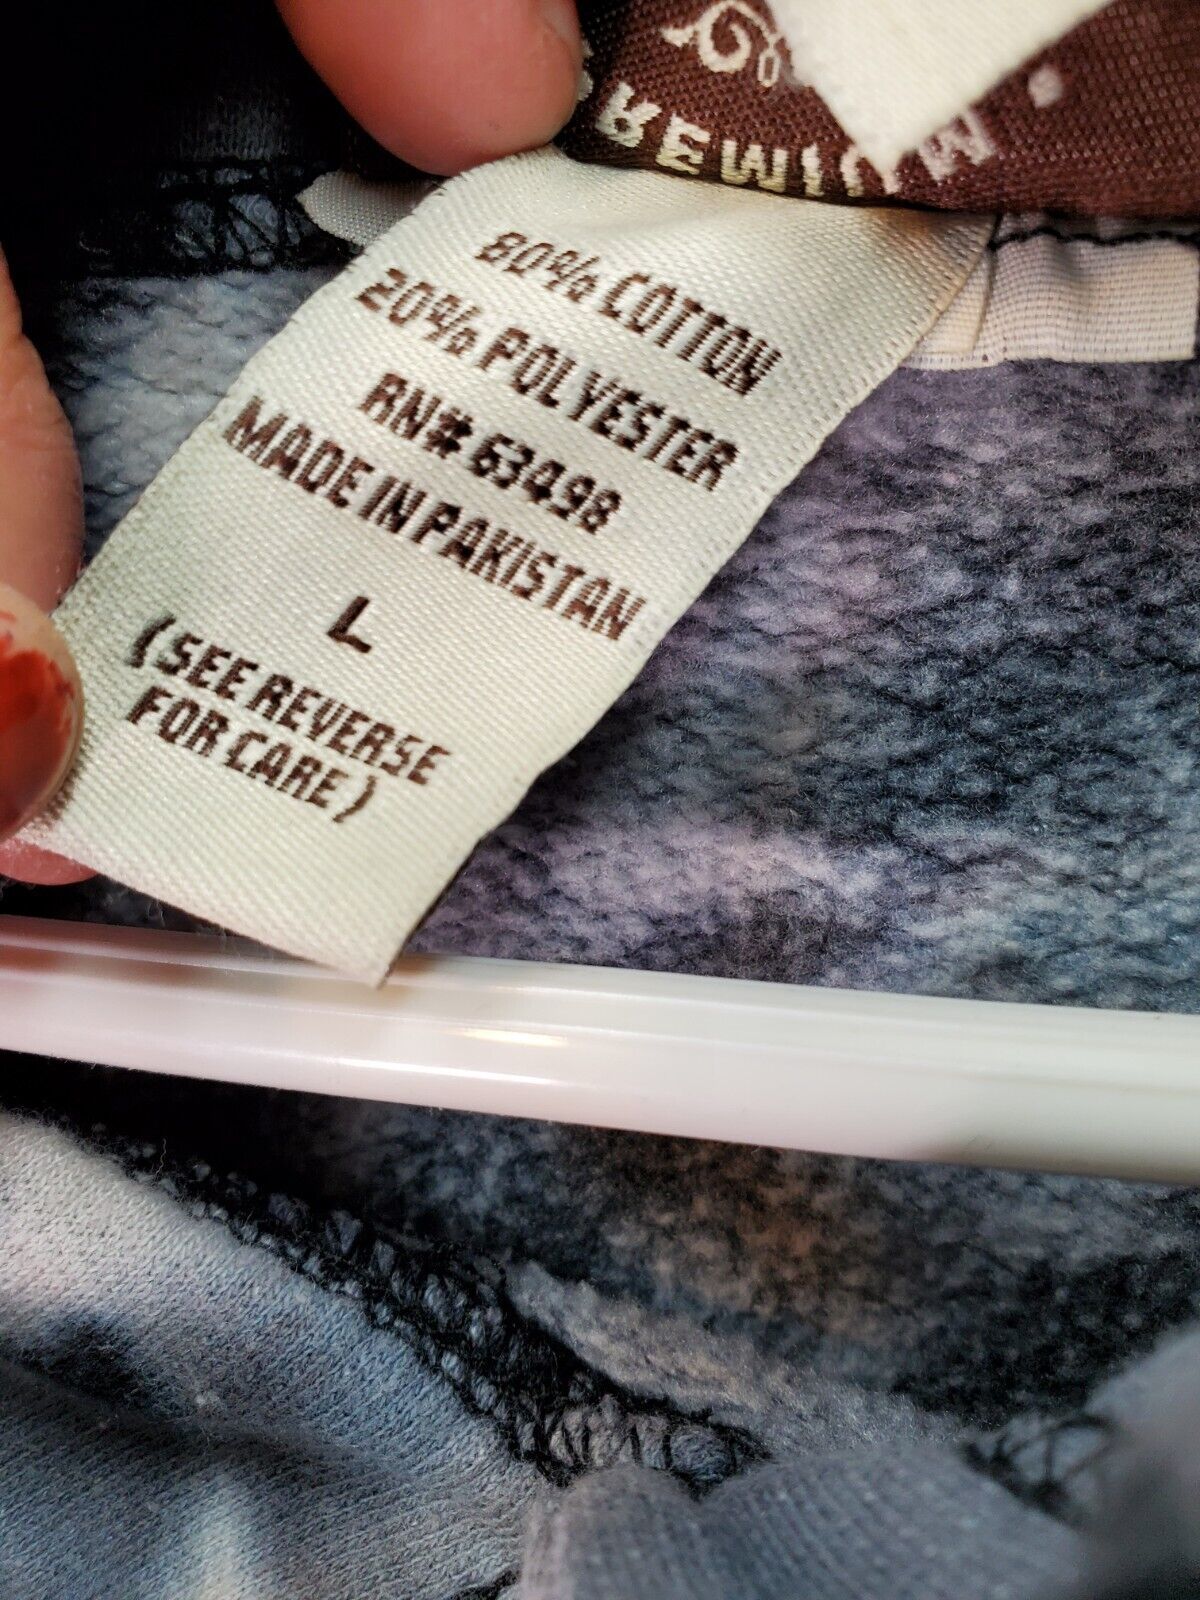 80% COTTON
20% POLYESTER
RN# 63498
MADE IN PAKISTAN
L
(SEE REVERSE
FOR CARE)